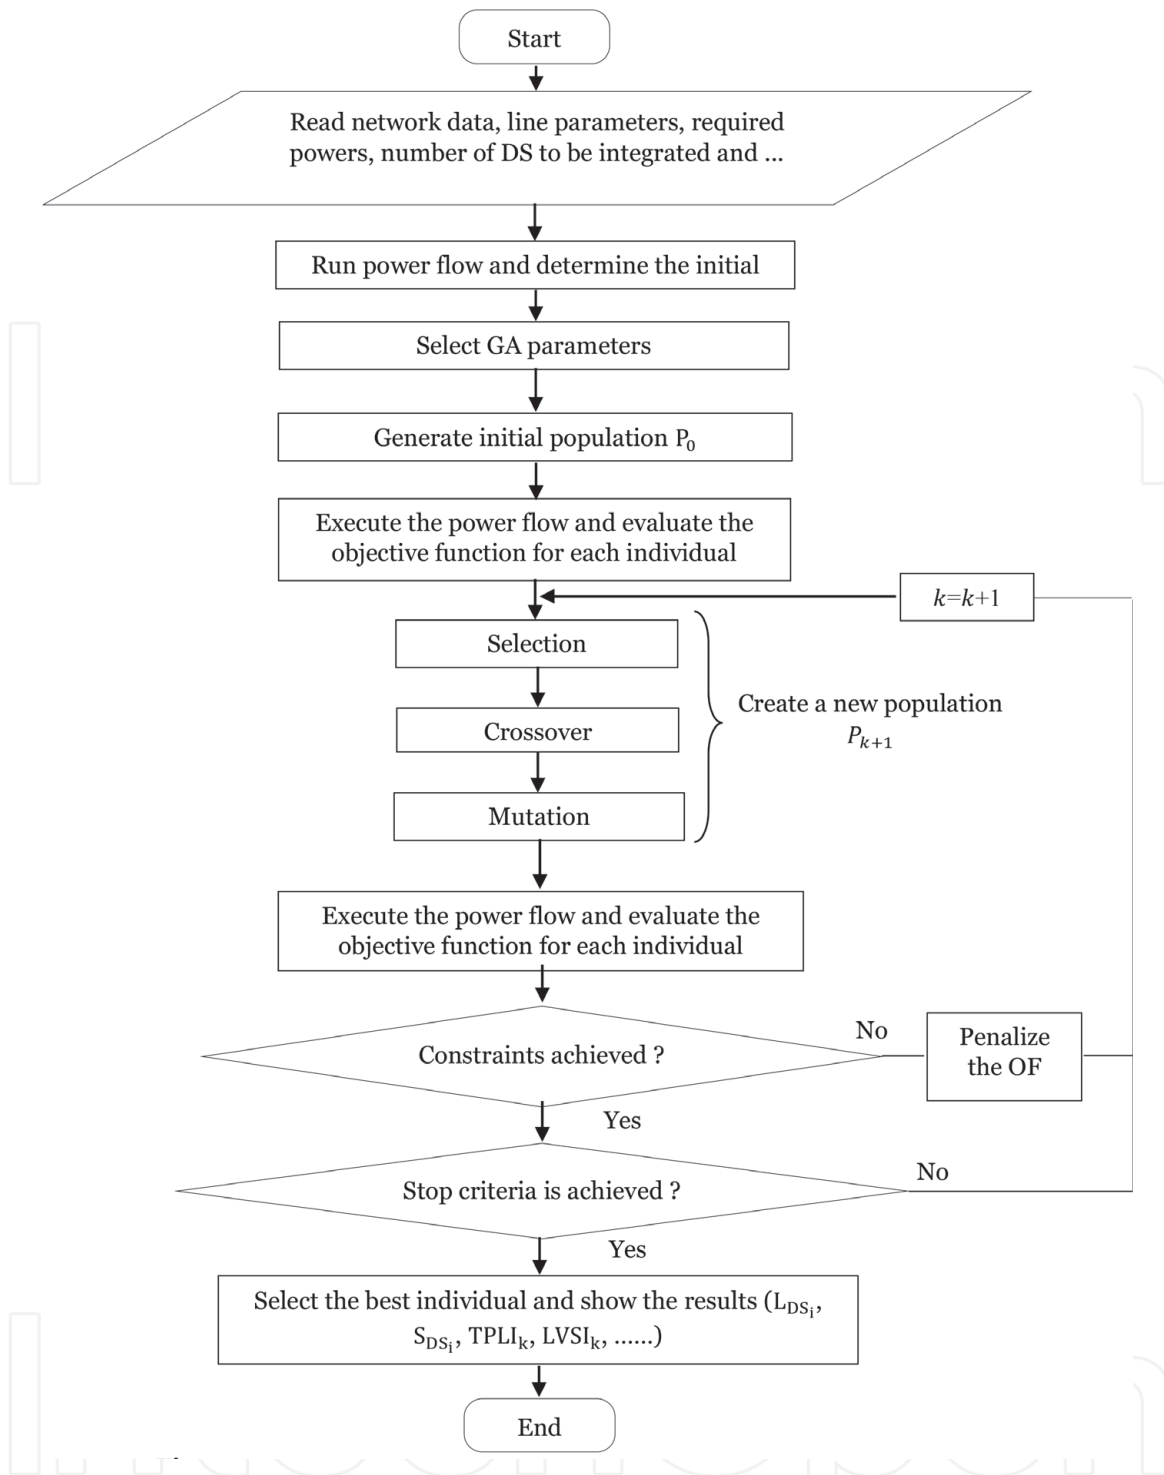 Start
Read network data, line parameters, required
powers, number of DS to be integrated and ...
Run power flow and determine the initial
Select GA parameters
Generate initial population P₀
Execute the power flow and evaluate the
objective function for each individual
k=k+1
Selection
Crossover
Mutation
Create a new population
Pₖ₊₁
Execute the power flow and evaluate the
objective function for each individual
Constraints achieved ?
No
Penalize
the OF
Yes
Stop criteria is achieved ?
No
Yes
Select the best individual and show the results (L_DSᵢ,
S_DSᵢ, TPLIₖ, LVSIₖ, ......)
End